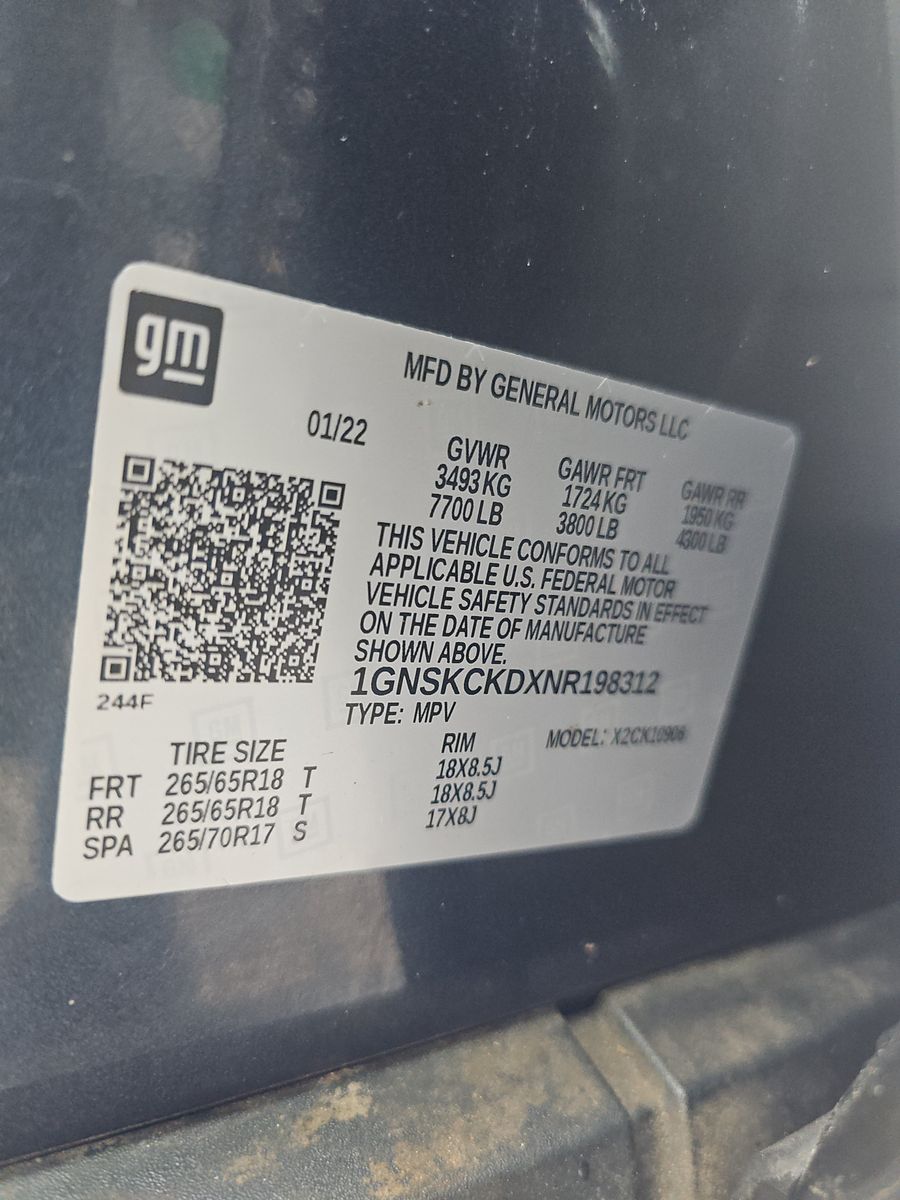 gm
MFD BY GENERAL MOTORS LLC
01/22
GVWR GAWR FRT GAWR RR
3493 KG 1724 KG 1950 KG
7700 LB 3800 LB 4300 LB
THIS VEHICLE CONFORMS TO ALL
APPLICABLE U.S. FEDERAL MOTOR
VEHICLE SAFETY STANDARDS IN EFFECT
ON THE DATE OF MANUFACTURE
SHOWN ABOVE.
1GNSKCKDXNR198312
244F
TYPE: MPV
MODEL: X2CK10906
TIRE SIZE RIM
FRT 265/65R18 T 18X8.5J
RR 265/65R18 T 18X8.5J
SPA 265/70R17 S 17X8J